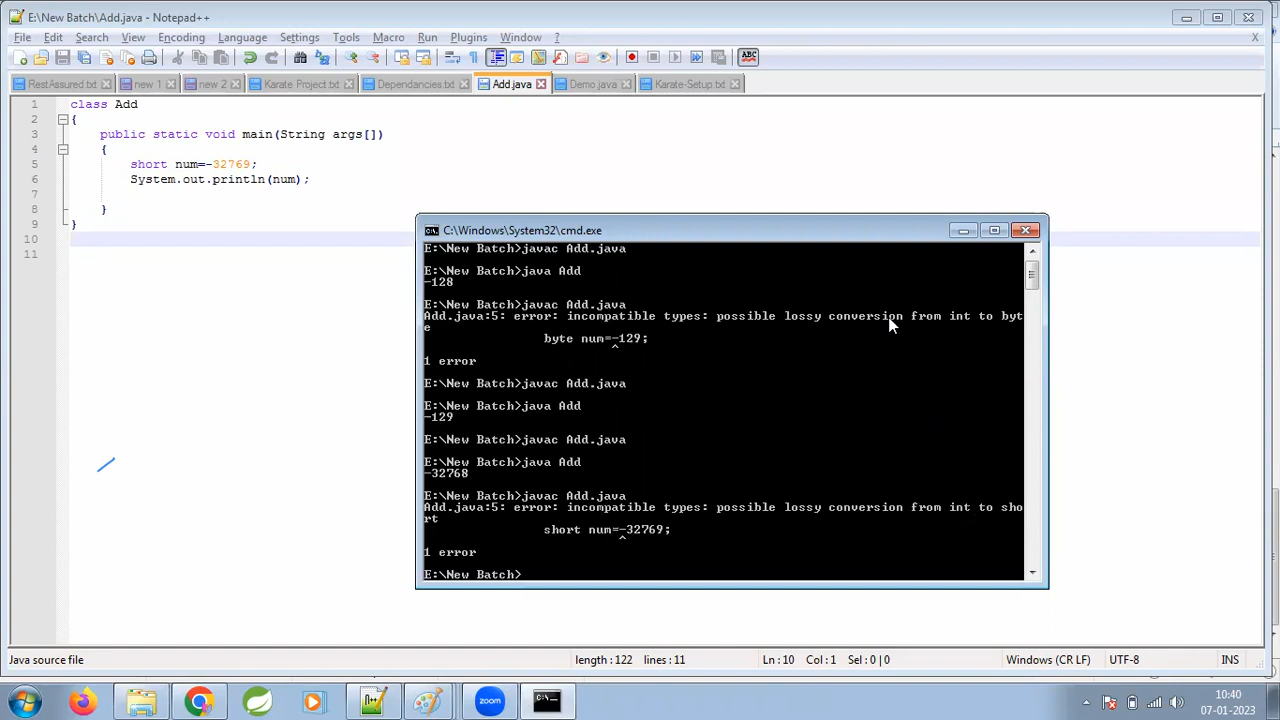 E:\New Batch\Add.java - Notepad++
File Edit Search View Encoding Language Settings Tools Macro Run Plugins Window ? X
ABC
RestAssured.txt new 1 new 2 Karate Project.txt Dependancies.txt Add.java Demo.java Karate-Setup.txt
1 class Add
2 {
3 public static void main(String args[])
4 {
5 short num=-32769;
6 System.out.println(num);
7
8 }
9 }
10
11
C:\Windows\System32\cmd.exe
E:\New Batch>javac Add.java
E:\New Batch>java Add
-128
E:\New Batch>javac Add.java
Add.java:5: error: incompatible types: possible lossy conversion from int to byt
e
byte num=-129;
^
1 error
E:\New Batch>javac Add.java
E:\New Batch>java Add
-129
E:\New Batch>javac Add.java
E:\New Batch>java Add
-32768
E:\New Batch>javac Add.java
Add.java:5: error: incompatible types: possible lossy conversion from int to sho
rt
short num=-32769;
^
1 error
E:\New Batch>
Java source file length : 122 lines : 11 Ln : 10 Col : 1 Sel : 0 | 0 Windows (CR LF) UTF-8 INS
zoom
10:40
07-01-2023